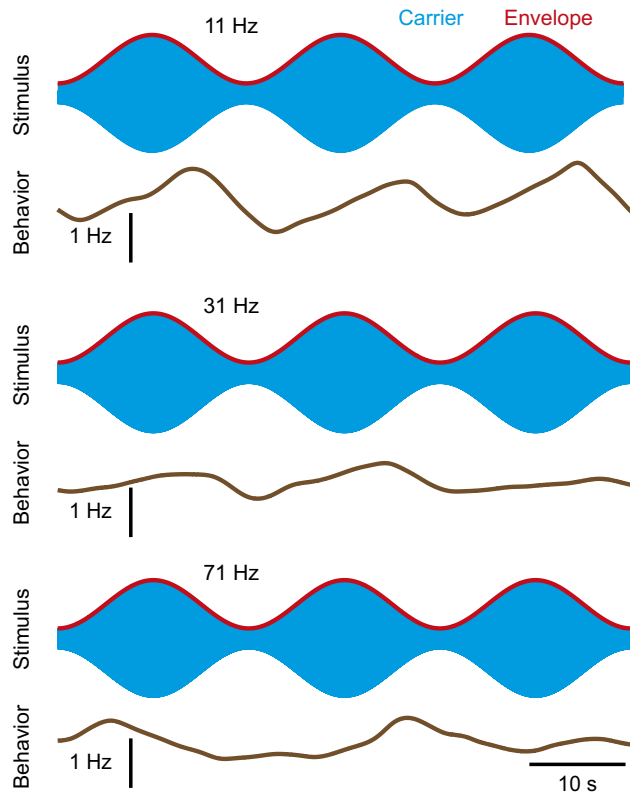 11 Hz Carrier Envelope
Stimulus
Behavior
1 Hz
31 Hz
Stimulus
Behavior
1 Hz
71 Hz
Stimulus
Behavior
1 Hz
10 s